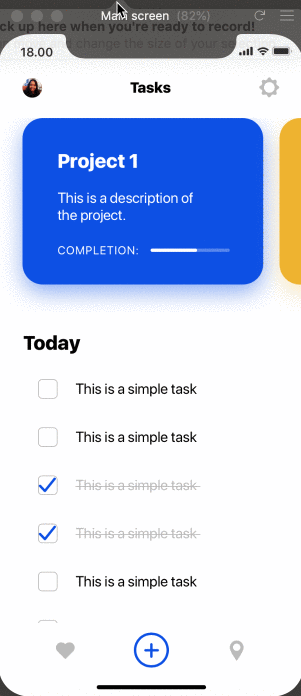 Main screen (82%)
ck up here when you're ready to record!
t change the size of your s
18.00
Tasks
Project 1
This is a description of
the project.
COMPLETION:
Today
This is a simple task
This is a simple task
This is a simple task
This is a simple task
This is a simple task